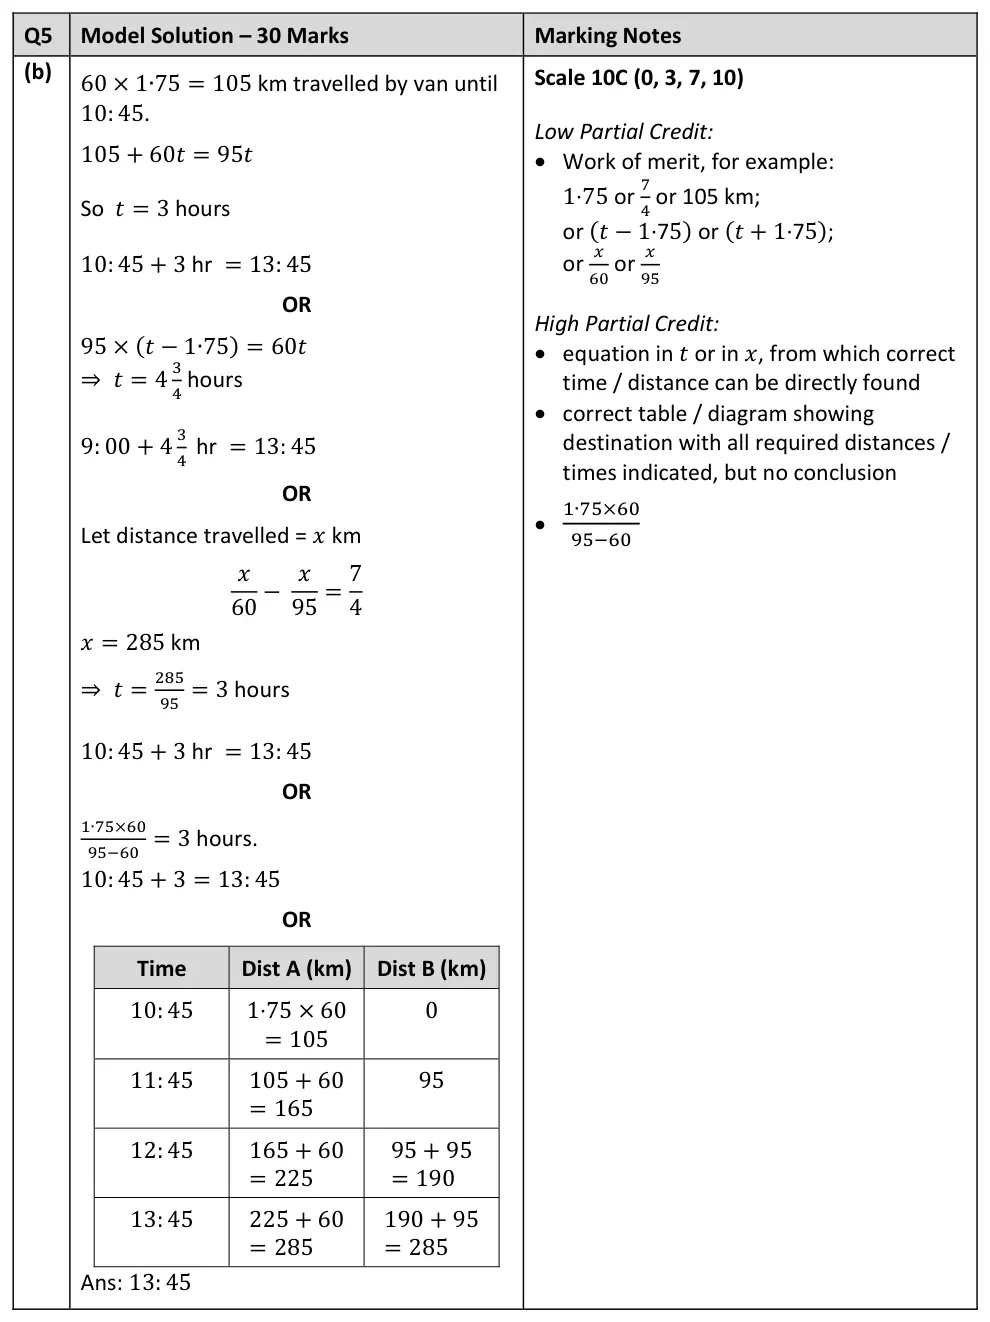 Q5 Model Solution – 30 Marks Marking Notes
(b)
60 × 1·75 = 105 km travelled by van until
10: 45.
105 + 60t = 95t
So t = 3 hours
10: 45 + 3 hr = 13: 45
OR
95 × (t − 1·75) = 60t
⇒ t = 4 3/4 hours
9: 00 + 4 3/4 hr = 13: 45
OR
Let distance travelled = x km
x/60 − x/95 = 7/4
x = 285 km
⇒ t = 285/95 = 3 hours
10: 45 + 3 hr = 13: 45
OR
1·75×60/95−60 = 3 hours.
10: 45 + 3 = 13: 45
OR
Time Dist A (km) Dist B (km)
10: 45 1·75 × 60 0
= 105
11: 45 105 + 60 95
= 165
12: 45 165 + 60 95 + 95
= 225 = 190
13: 45 225 + 60 190 + 95
= 285 = 285
Ans: 13: 45
Scale 10C (0, 3, 7, 10)
Low Partial Credit:
• Work of merit, for example:
1·75 or 7/4 or 105 km;
or (t − 1·75) or (t + 1·75);
or x/60 or x/95
High Partial Credit:
• equation in t or in x, from which correct
time / distance can be directly found
• correct table / diagram showing
destination with all required distances /
times indicated, but no conclusion
• 1·75×60/95−60